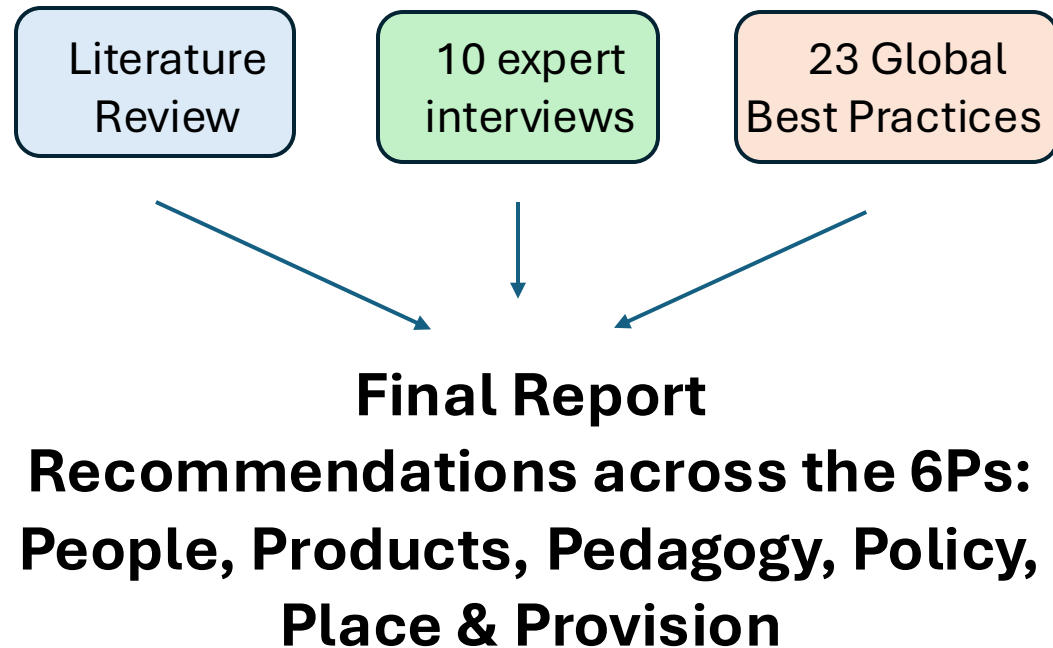 Literature
Review
10 expert
interviews
23 Global
Best Practices
Final Report
Recommendations across the 6Ps:
People, Products, Pedagogy, Policy,
Place & Provision